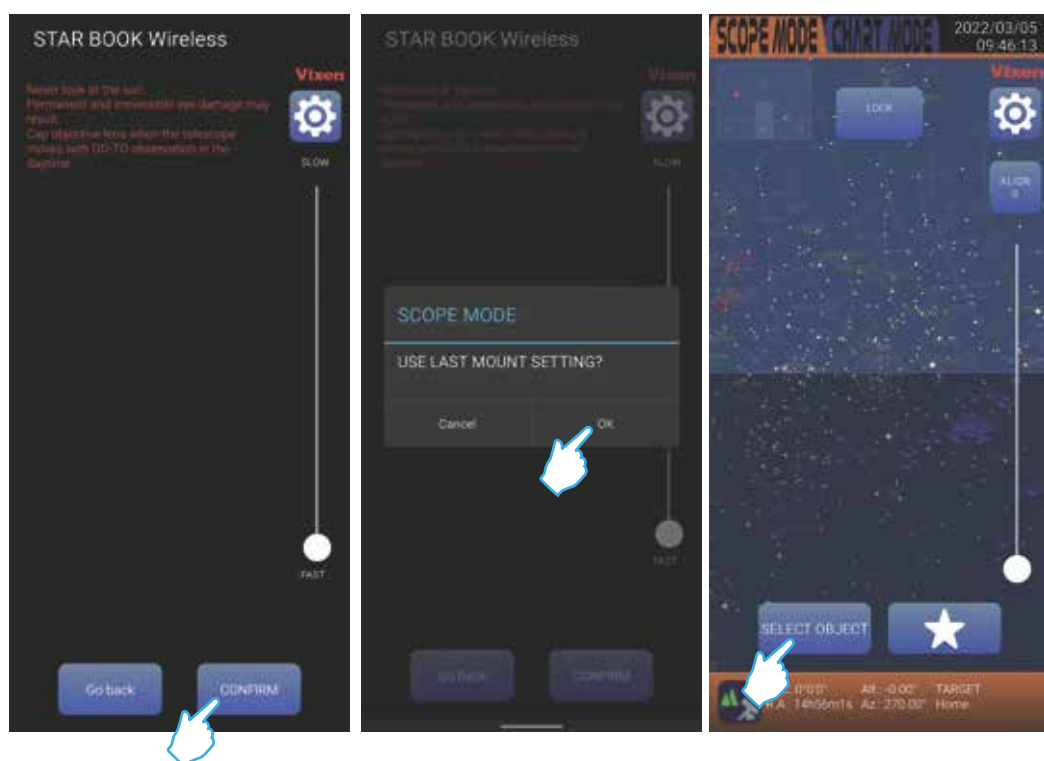 STAR BOOK Wireless
Vixen
Never look at the sun.
Permanent and irreversible eye damage may
result.
Cap objective lens when the telescope
moves with GO-TO observation in the
daytime
SLOW
FAST
Go back
CONFIRM
STAR BOOK Wireless
Vixen
SLOW
SCOPE MODE
USE LAST MOUNT SETTING?
Cancel
OK
FAST
Go back
CONFIRM
SCOPE MODE
CHART MODE
2022/03/05
09:46:13
Vixen
LOCK
ALIGN
0
SELECT OBJECT
0°0'0" Alt: -0.00° TARGET
R.A. 14h56m1s Az: 270.00° Home